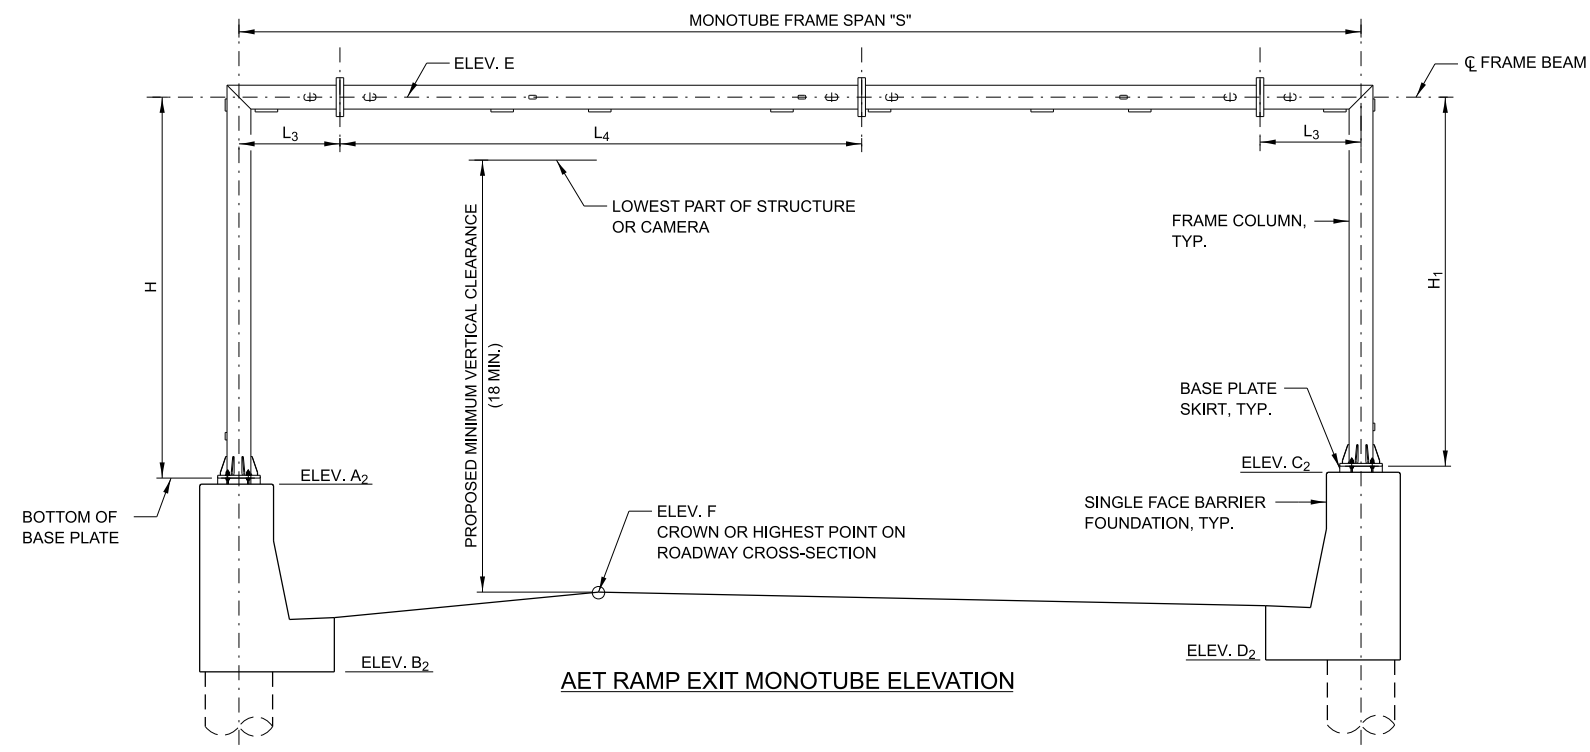 MONOTUBE FRAME SPAN "S"
ELEV. E
℄ FRAME BEAM
L3
L4
L3
LOWEST PART OF STRUCTURE
OR CAMERA
FRAME COLUMN,
TYP.
H
PROPOSED MINIMUM VERTICAL CLEARANCE
(18 MIN.)
H1
BASE PLATE
SKIRT, TYP.
ELEV. A2
ELEV. C2
BOTTOM OF
BASE PLATE
ELEV. F
CROWN OR HIGHEST POINT ON
ROADWAY CROSS-SECTION
SINGLE FACE BARRIER
FOUNDATION, TYP.
ELEV. B2
ELEV. D2
AET RAMP EXIT MONOTUBE ELEVATION